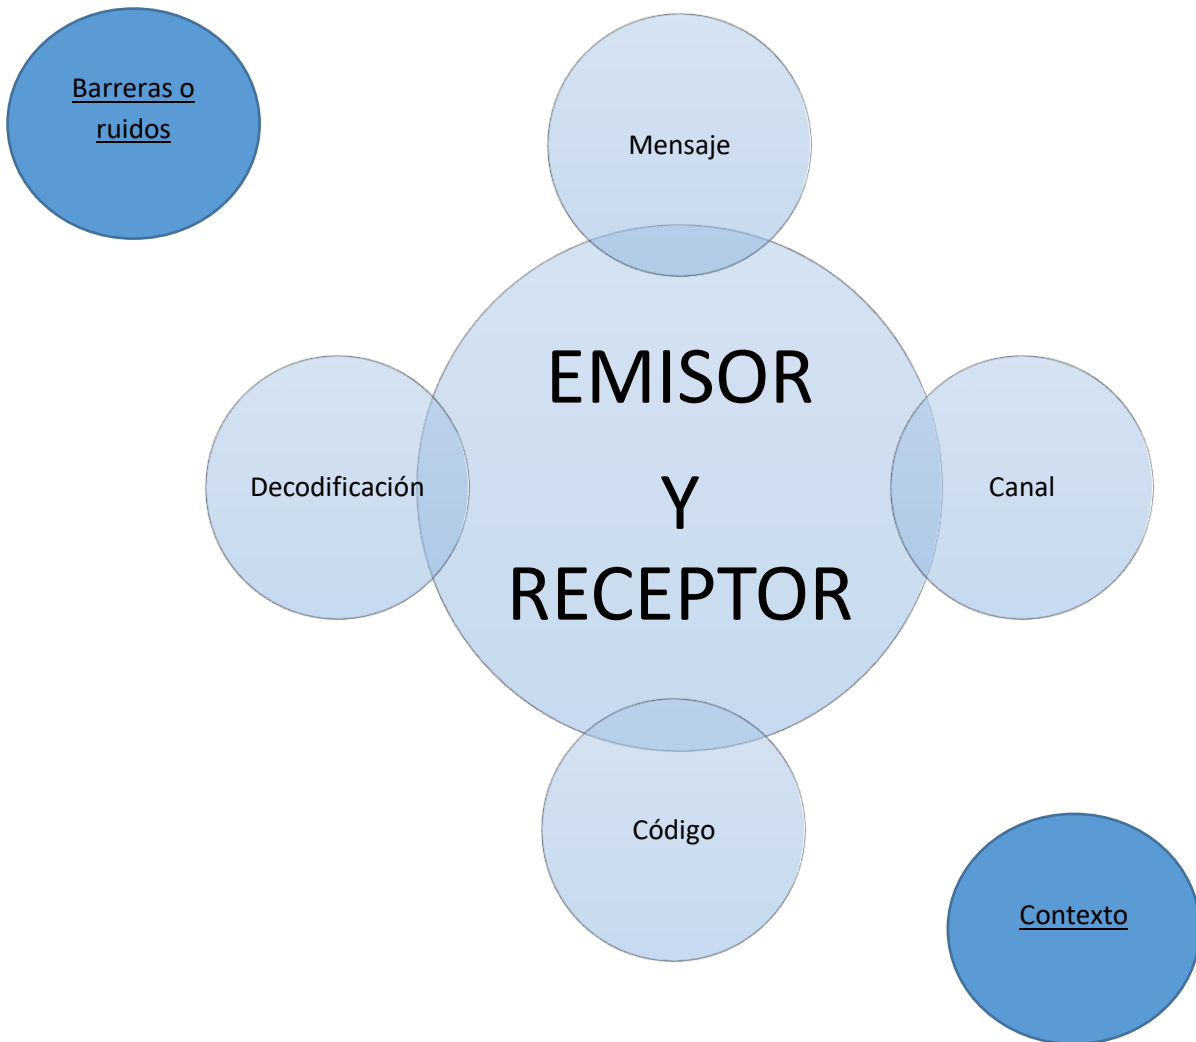 Barreras o
ruidos
Mensaje
EMISOR
Y
RECEPTOR
Decodificación
Canal
Código
Contexto